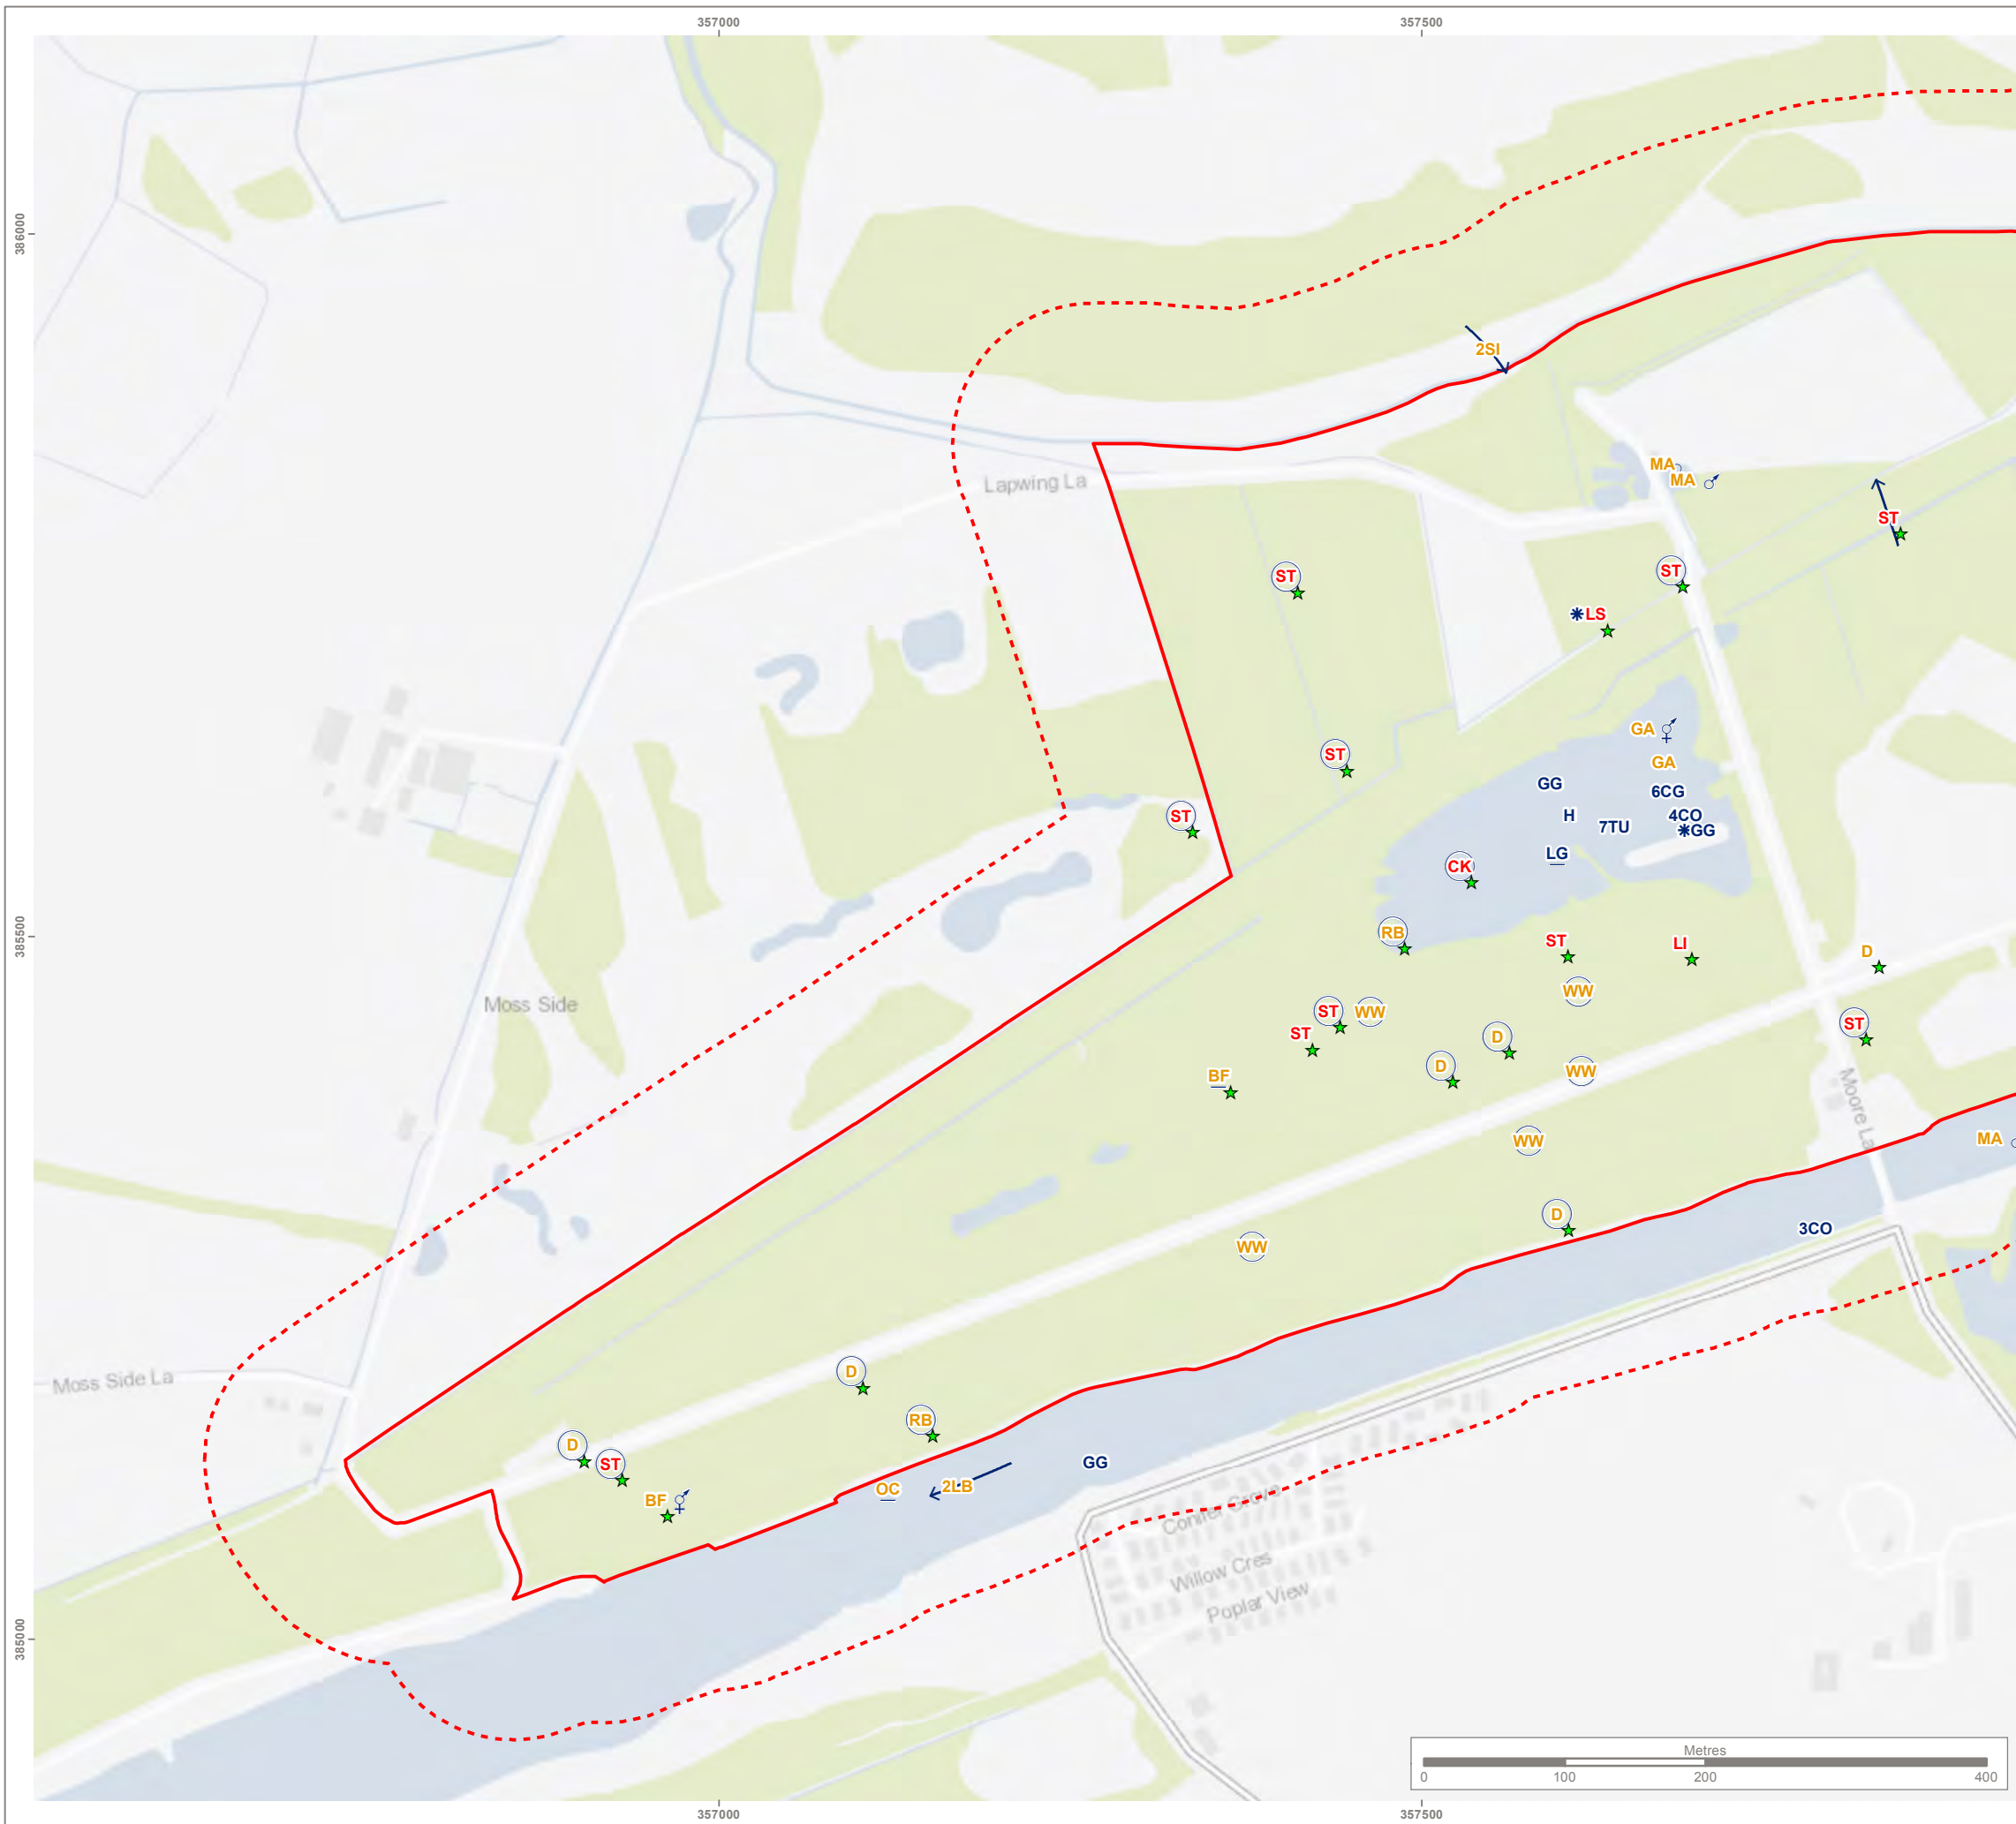 357000
357500
386000
2SI
MA
MA
Lapwing La
ST
ST
ST
LS
GA
ST
GA
GG
6CG
H
ST
4CO
7TU
GG
LG
CK
RB
385500
ST
LI
D
WW
Moss Side
ST
WW
ST
ST
D
WW
D
BF
Moore La
WW
MA
D
3CO
WW
D
Moss Side La
RB
D
GG
ST
2LB
OC
BF
Conifer Grove
Willow Cres
Poplar View
385000
Metres
0
100
200
400
357000
357500